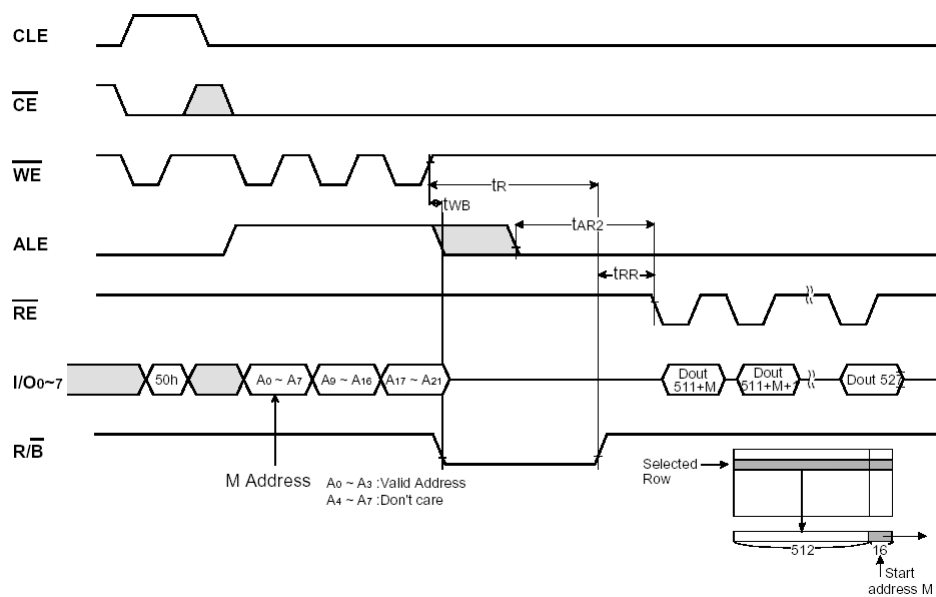 CLE
CE
WE
tR
tWB
ALE
tAR2
tRR
RE
I/O0~7
50h
A0 ~ A7
A9 ~ A16
A17 ~ A21
Dout
511+M
Dout
511+M+1
Dout 527
R/B
M Address
A0 ~ A3 :Valid Address
A4 ~ A7 :Don't care
Selected
Row
512
16
Start
address M